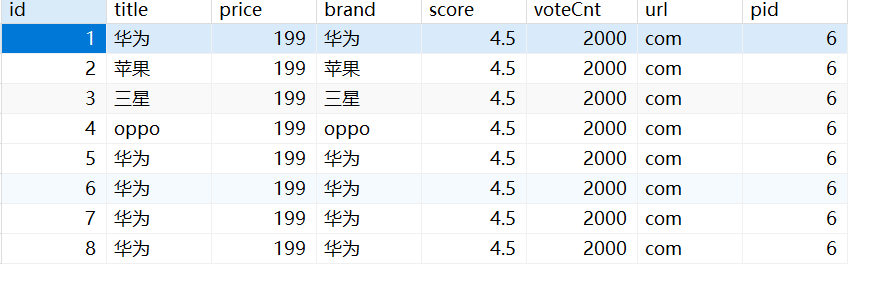 id title price brand score voteCnt url pid
1 华为 199 华为 4.5 2000 com 6
2 苹果 199 苹果 4.5 2000 com 6
3 三星 199 三星 4.5 2000 com 6
4 oppo 199 oppo 4.5 2000 com 6
5 华为 199 华为 4.5 2000 com 6
6 华为 199 华为 4.5 2000 com 6
7 华为 199 华为 4.5 2000 com 6
8 华为 199 华为 4.5 2000 com 6